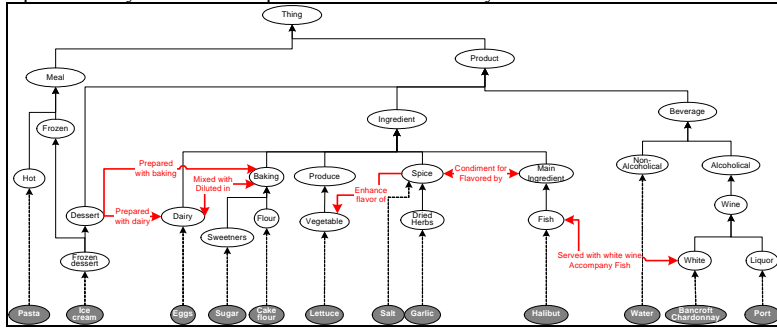 Thing
Product
Meal
Ingredient
Beverage
Frozen
Hot
Prepared
with baking
Mixed with
Diluted in
Baking
Produce
Spice
Condiment for
Flavored by
Main
Ingredient
Non-
Alcoholical
Alcoholical
Enhance
flavor of
Dessert
Prepared
with dairy
Dairy
Flour
Vegetable
Dried
Herbs
Fish
Wine
Sweetners
Served with white wine
Accompany Fish
Frozen
dessert
White
Liquor
Pasta
Ice
cream
Eggs
Sugar
Cake
flour
Lettuce
Salt
Garlic
Halibut
Water
Bancroft
Chardonnay
Port